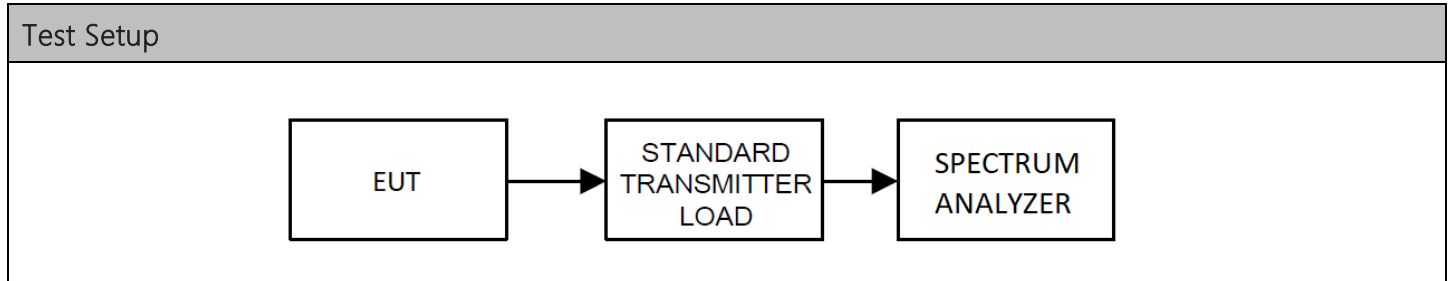 Test Setup
EUT
STANDARD
TRANSMITTER
LOAD
SPECTRUM
ANALYZER